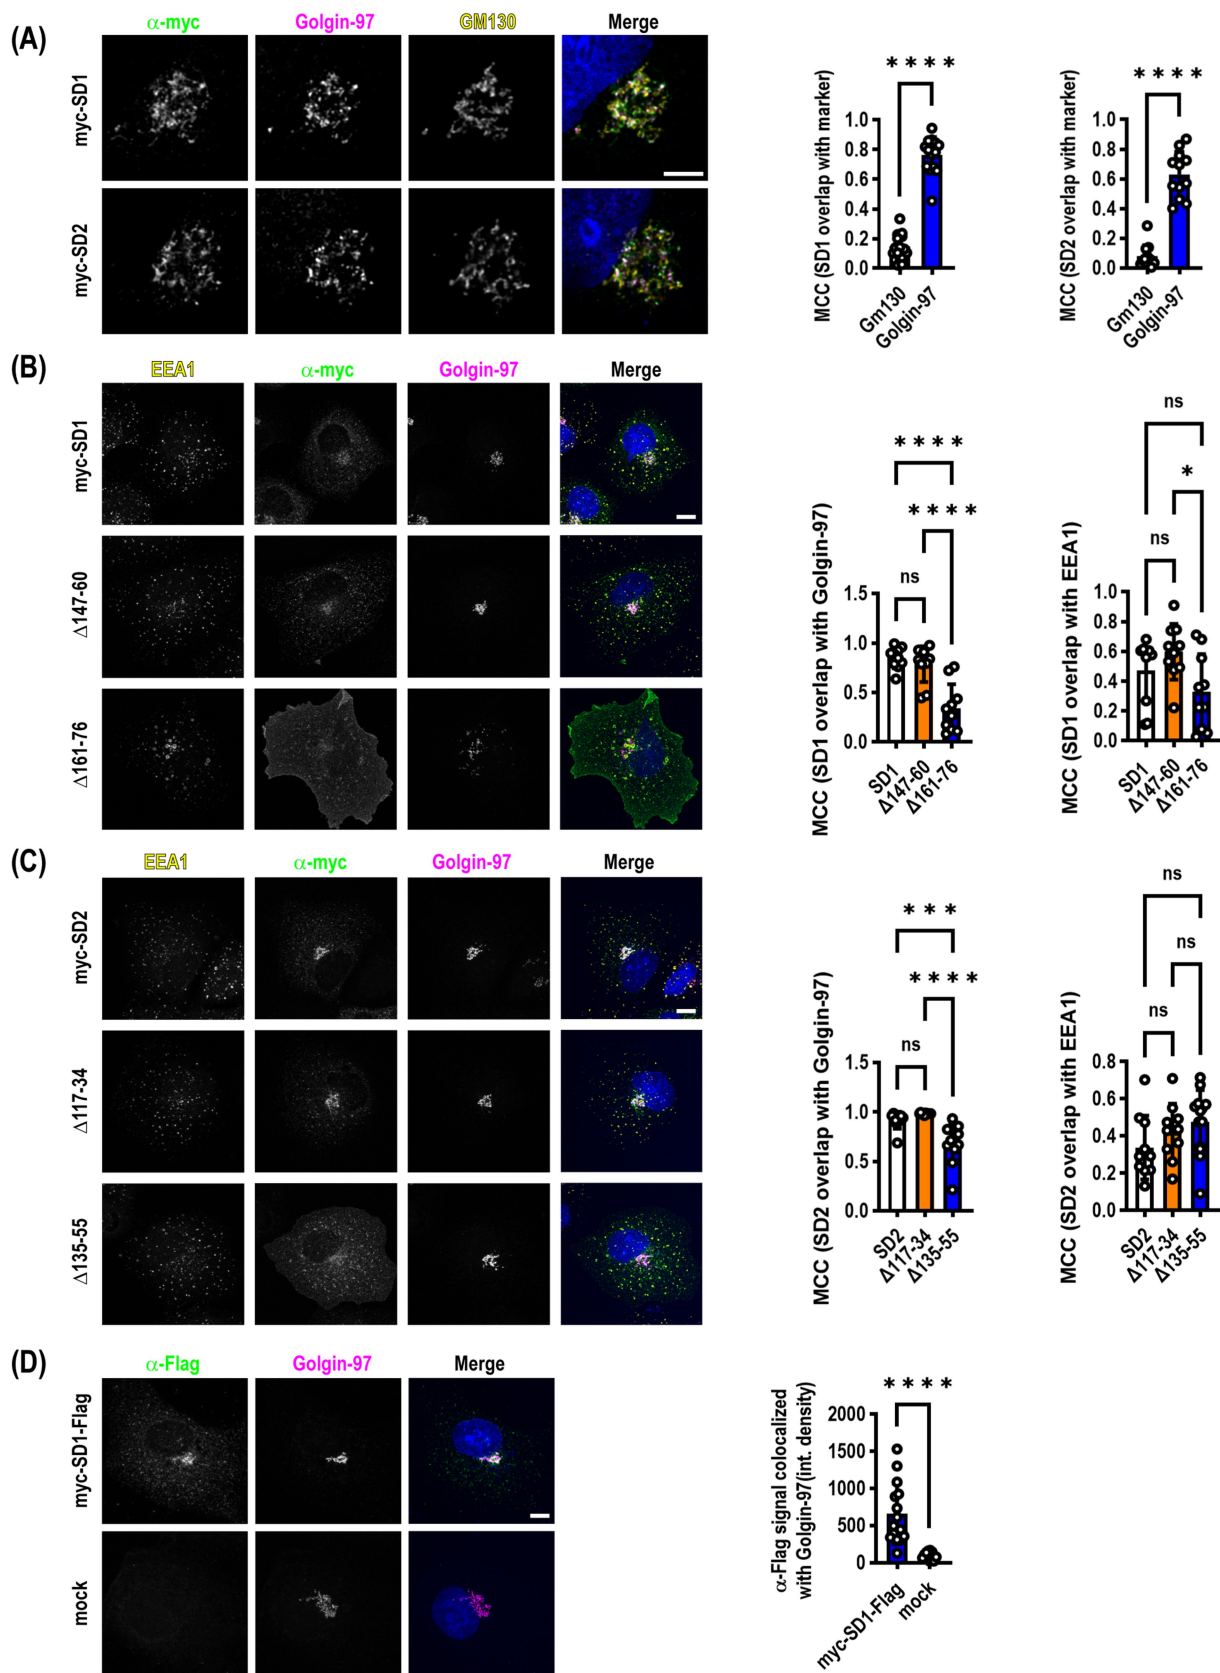 (A)
α-myc Golgin-97 GM130 Merge
myc-SD1
myc-SD2
MCC (SD1 overlap with marker)
****
1.0
0.8
0.6
0.4
0.2
0.0
Gm130
Golgin-97
MCC (SD2 overlap with marker)
****
1.0
0.8
0.6
0.4
0.2
0.0
Gm130
Golgin-97
(B)
EEA1 α-myc Golgin-97 Merge
myc-SD1
Δ147-60
Δ161-76
MCC (SD1 overlap with Golgin-97)
****
****
ns
1.5
1.0
0.5
0.0
SD1
Δ147-60
Δ161-76
MCC (SD1 overlap with EEA1)
ns
*
ns
1.0
0.8
0.6
0.4
0.2
0.0
SD1
Δ147-60
Δ161-76
(C)
EEA1 α-myc Golgin-97 Merge
myc-SD2
Δ117-34
Δ135-55
MCC (SD2 overlap with Golgin-97)
***
****
ns
1.5
1.0
0.5
0.0
SD2
Δ117-34
Δ135-55
MCC (SD2 overlap with EEA1)
ns
ns
ns
0.8
0.6
0.4
0.2
0.0
SD2
Δ117-34
Δ135-55
(D)
α-Flag Golgin-97 Merge
myc-SD1-Flag
mock
α-Flag signal colocalized
with Golgin-97(int. density)
****
2000
1500
1000
500
0
myc-SD1-Flag
mock